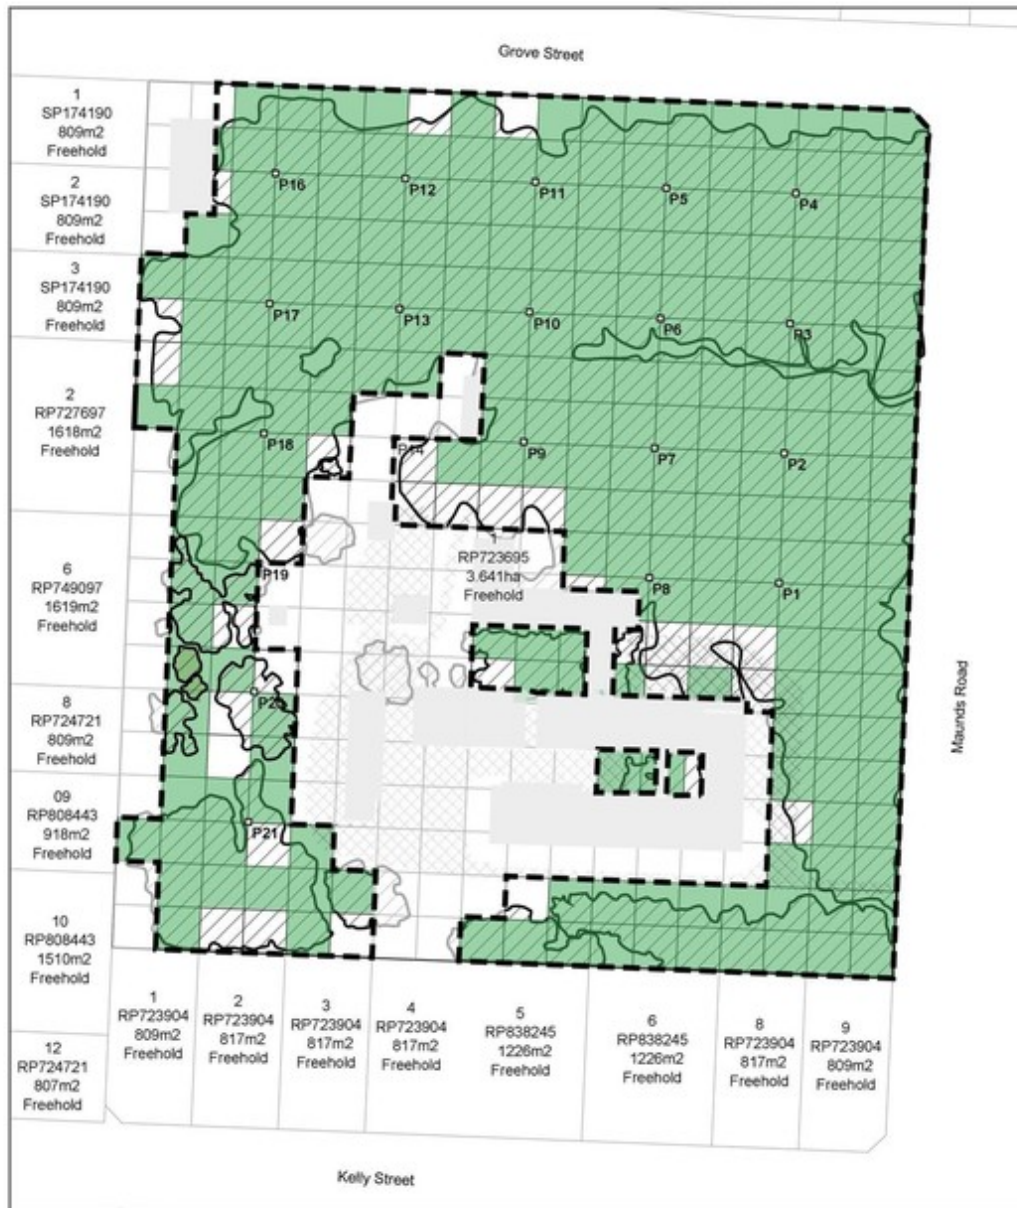 Grove Street
1
SP174190
809m2
Freehold
2
SP174190
809m2
Freehold
3
SP174190
809m2
Freehold
2
RP727697
1618m2
Freehold
6
RP749097
1619m2
Freehold
8
RP724721
809m2
Freehold
09
RP808443
918m2
Freehold
10
RP808443
1510m2
Freehold
12
RP724721
807m2
Freehold
P16
P12
P11
P5
P4
P17
P13
P10
P6
P3
P18
P14
P9
P7
P2
1
RP723695
3.641ha
Freehold
P19
P8
P1
P20
P21
Maunds Road
1
RP723904
809m2
Freehold
2
RP723904
817m2
Freehold
3
RP723904
817m2
Freehold
4
RP723904
817m2
Freehold
5
RP838245
1226m2
Freehold
6
RP838245
1226m2
Freehold
8
RP723904
817m2
Freehold
9
RP723904
809m2
Freehold
Kelly Street